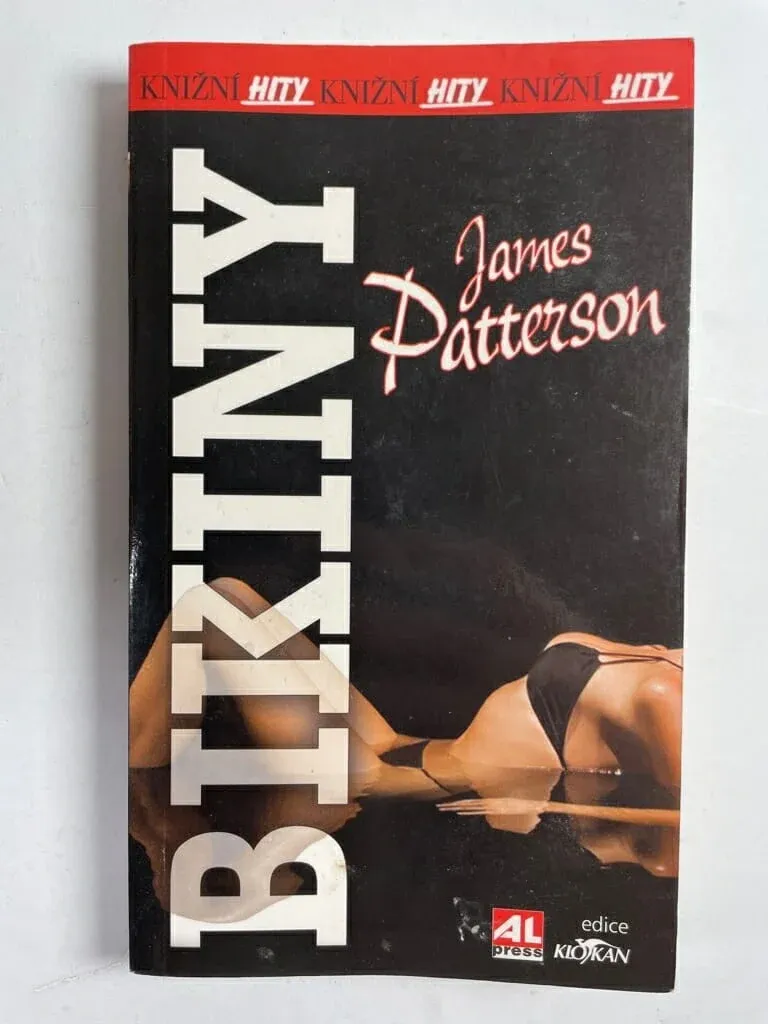 KNIŽNÍ HITY KNIŽNÍ HITY KNIŽNÍ HITY
BIKINY
James
Patterson
AL
press
edice
KLOKAN